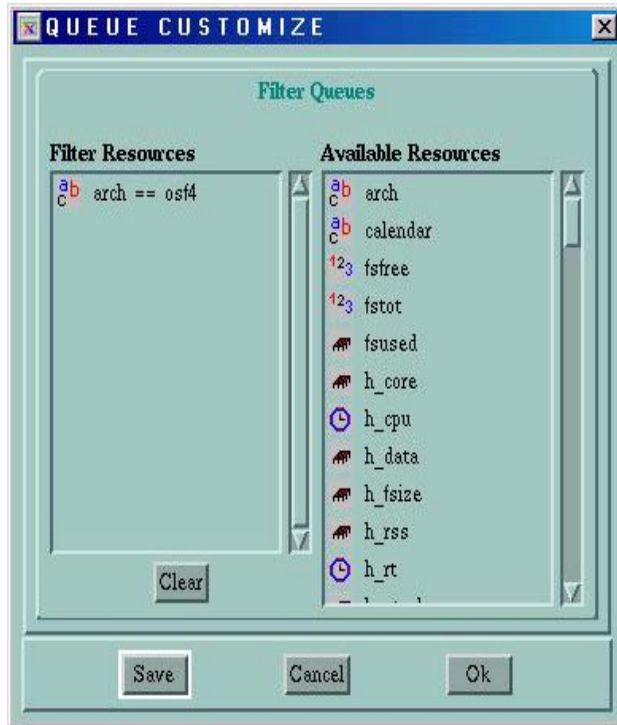 QUEUE CUSTOMIZE
Filter Queues
Filter Resources
arch == osf4
Clear
Available Resources
arch
calendar
fsfree
fstot
fsused
h_core
h_cpu
h_data
h_fsize
h_rss
h_rt
Save
Cancel
Ok